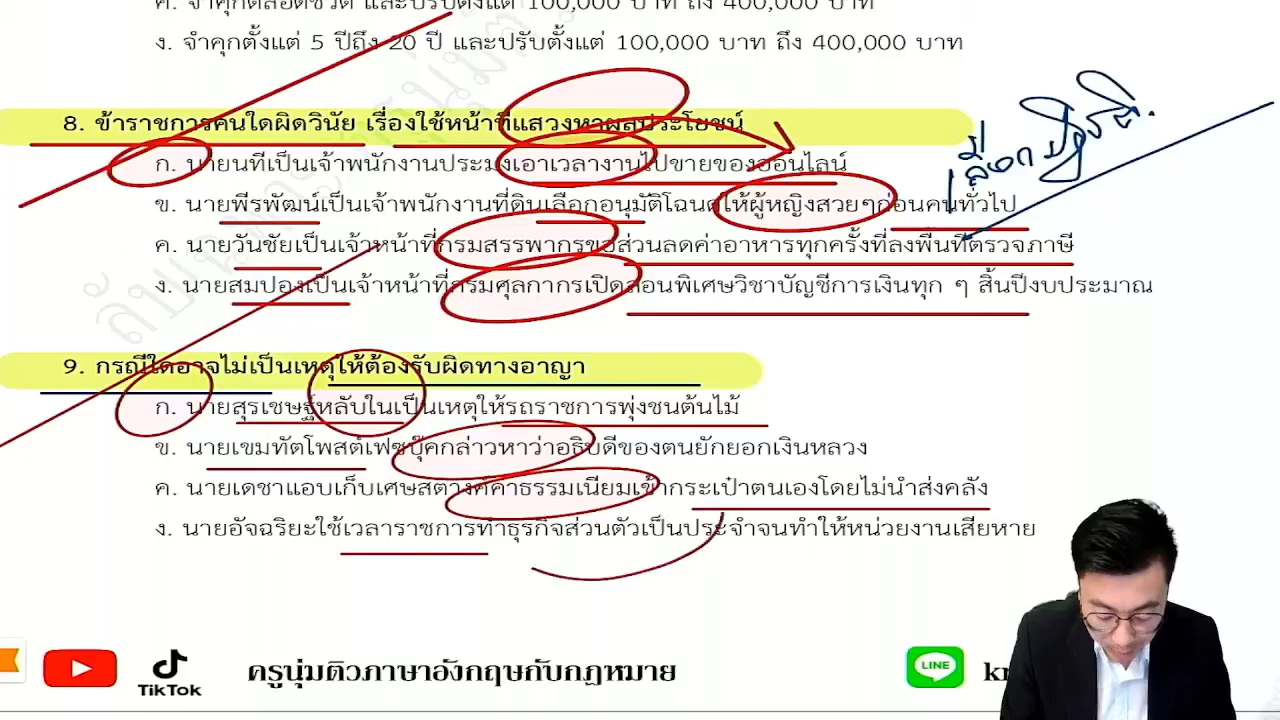 ค. จำคุกตลอดชีวิต และปรับตั้งแต่ 100,000 บาท ถึง 400,000 บาท
ง. จำคุกตั้งแต่ 5 ปีถึง 20 ปี และปรับตั้งแต่ 100,000 บาท ถึง 400,000 บาท
8. ข้าราชการคนใดผิดวินัย เรื่องใช้หน้าที่แสวงหาผลประโยชน์
ก. นายนทีเป็นเจ้าพนักงานประมงเอาเวลางานไปขายของออนไลน์
ข. นายพีรพัฒน์เป็นเจ้าพนักงานที่ดินเลือกอนุมัติโฉนดให้ผู้หญิงสวยๆก่อนคนทั่วไป
ค. นายวันชัยเป็นเจ้าหน้าที่กรมสรรพากรขอส่วนลดค่าอาหารทุกครั้งที่ลงพื้นที่ตรวจภาษี
ง. นายสมปองเป็นเจ้าหน้าที่กรมศุลกากรเปิดสอนพิเศษวิชาบัญชีการเงินทุก ๆ สิ้นปีงบประมาณ
เลือกปฏิบัติ.
9. กรณีใดอาจไม่เป็นเหตุให้ต้องรับผิดทางอาญา
ก. นายสุรเชษฐ์หลับในเป็นเหตุให้รถราชการพุ่งชนต้นไม้
ข. นายเขมทัตโพสต์เฟซบุ๊คกล่าวหาว่าอธิบดีของตนยักยอกเงินหลวง
ค. นายเดชาแอบเก็บเศษสตางค์ค่าธรรมเนียมเข้ากระเป๋าตนเองโดยไม่นำส่งคลัง
ง. นายอัจฉริยะใช้เวลาราชการทำธุรกิจส่วนตัวเป็นประจำจนทำให้หน่วยงานเสียหาย
TikTok
ครูนุ่มติวภาษาอังกฤษกับกฎหมาย
LINE